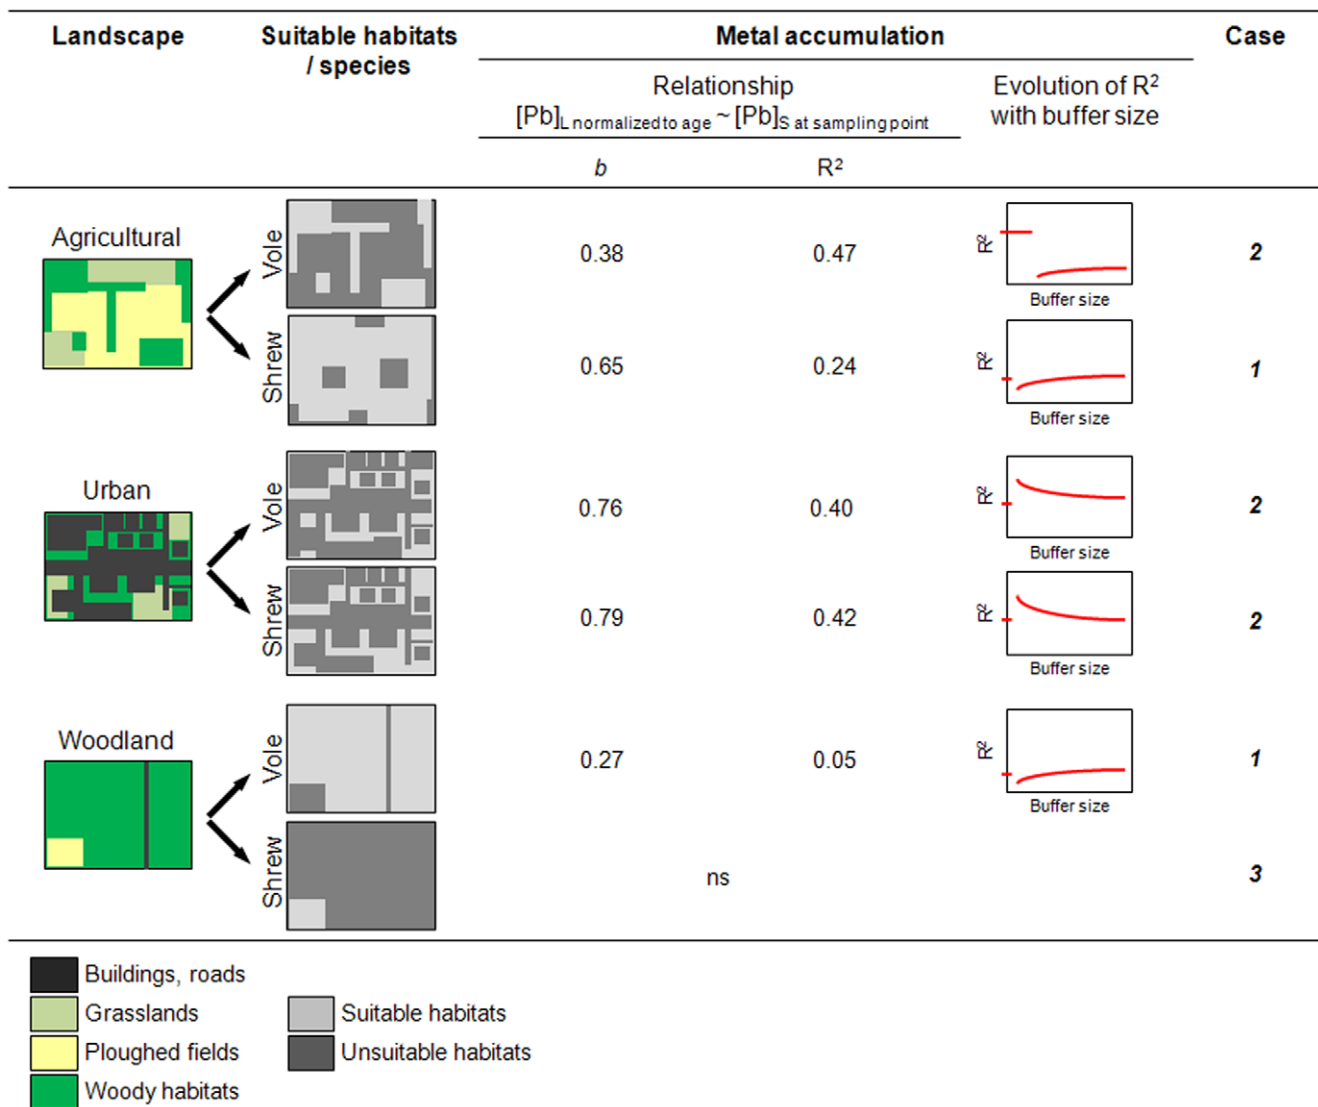 Landscape
Suitable habitats
/ species
Metal accumulation
Case
Relationship
[Pb]L normalized to age ~ [Pb]S at sampling point
Evolution of R²
with buffer size
b
R²
Agricultural
Vole
0.38
0.47
R²
Buffer size
2
Shrew
0.65
0.24
R²
Buffer size
1
Urban
Vole
0.76
0.40
R²
Buffer size
2
Shrew
0.79
0.42
R²
Buffer size
2
Woodland
Vole
0.27
0.05
R²
Buffer size
1
Shrew
ns
3
Buildings, roads
Grasslands
Suitable habitats
Ploughed fields
Unsuitable habitats
Woody habitats